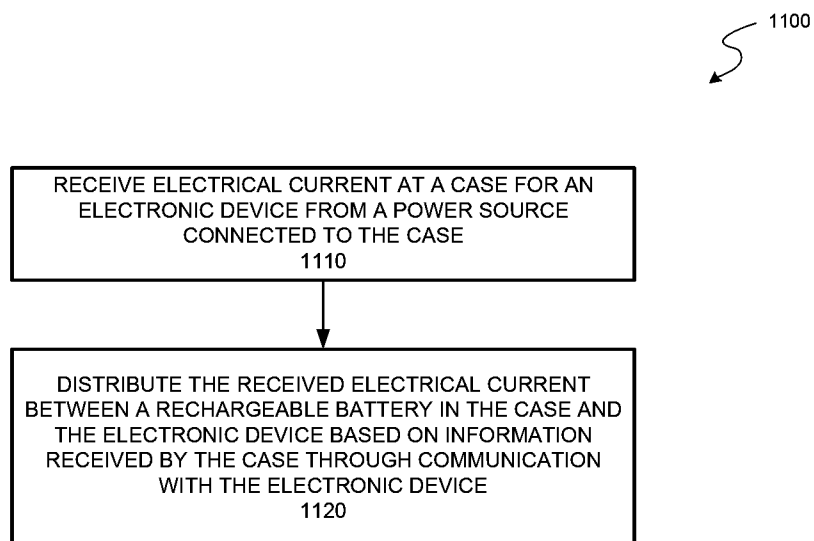 1100
RECEIVE ELECTRICAL CURRENT AT A CASE FOR AN
ELECTRONIC DEVICE FROM A POWER SOURCE
CONNECTED TO THE CASE
1110
DISTRIBUTE THE RECEIVED ELECTRICAL CURRENT
BETWEEN A RECHARGEABLE BATTERY IN THE CASE AND
THE ELECTRONIC DEVICE BASED ON INFORMATION
RECEIVED BY THE CASE THROUGH COMMUNICATION
WITH THE ELECTRONIC DEVICE
1120